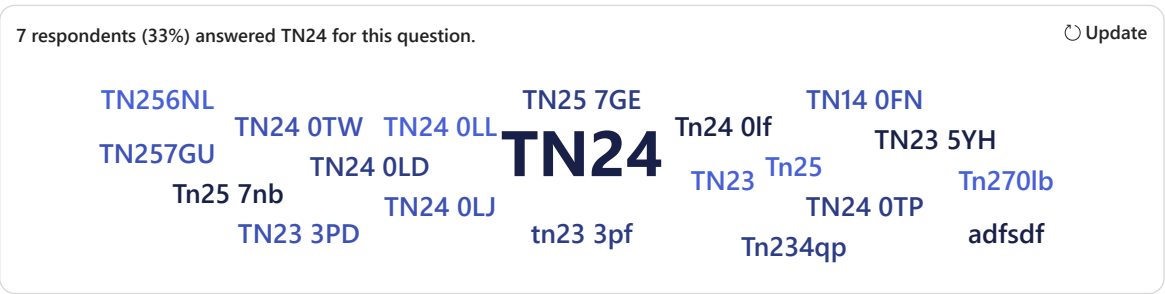 7 respondents (33%) answered TN24 for this question.
Update
TN256NL
TN25 7GE
TN14 0FN
TN24 0TW
TN24 0LL
Tn24 0lf
TN23 5YH
TN257GU
TN24 0LD
TN24
TN23
Tn25
Tn270lb
Tn25 7nb
TN24 0LJ
TN24 0TP
TN23 3PD
tn23 3pf
Tn234qp
adfsdf